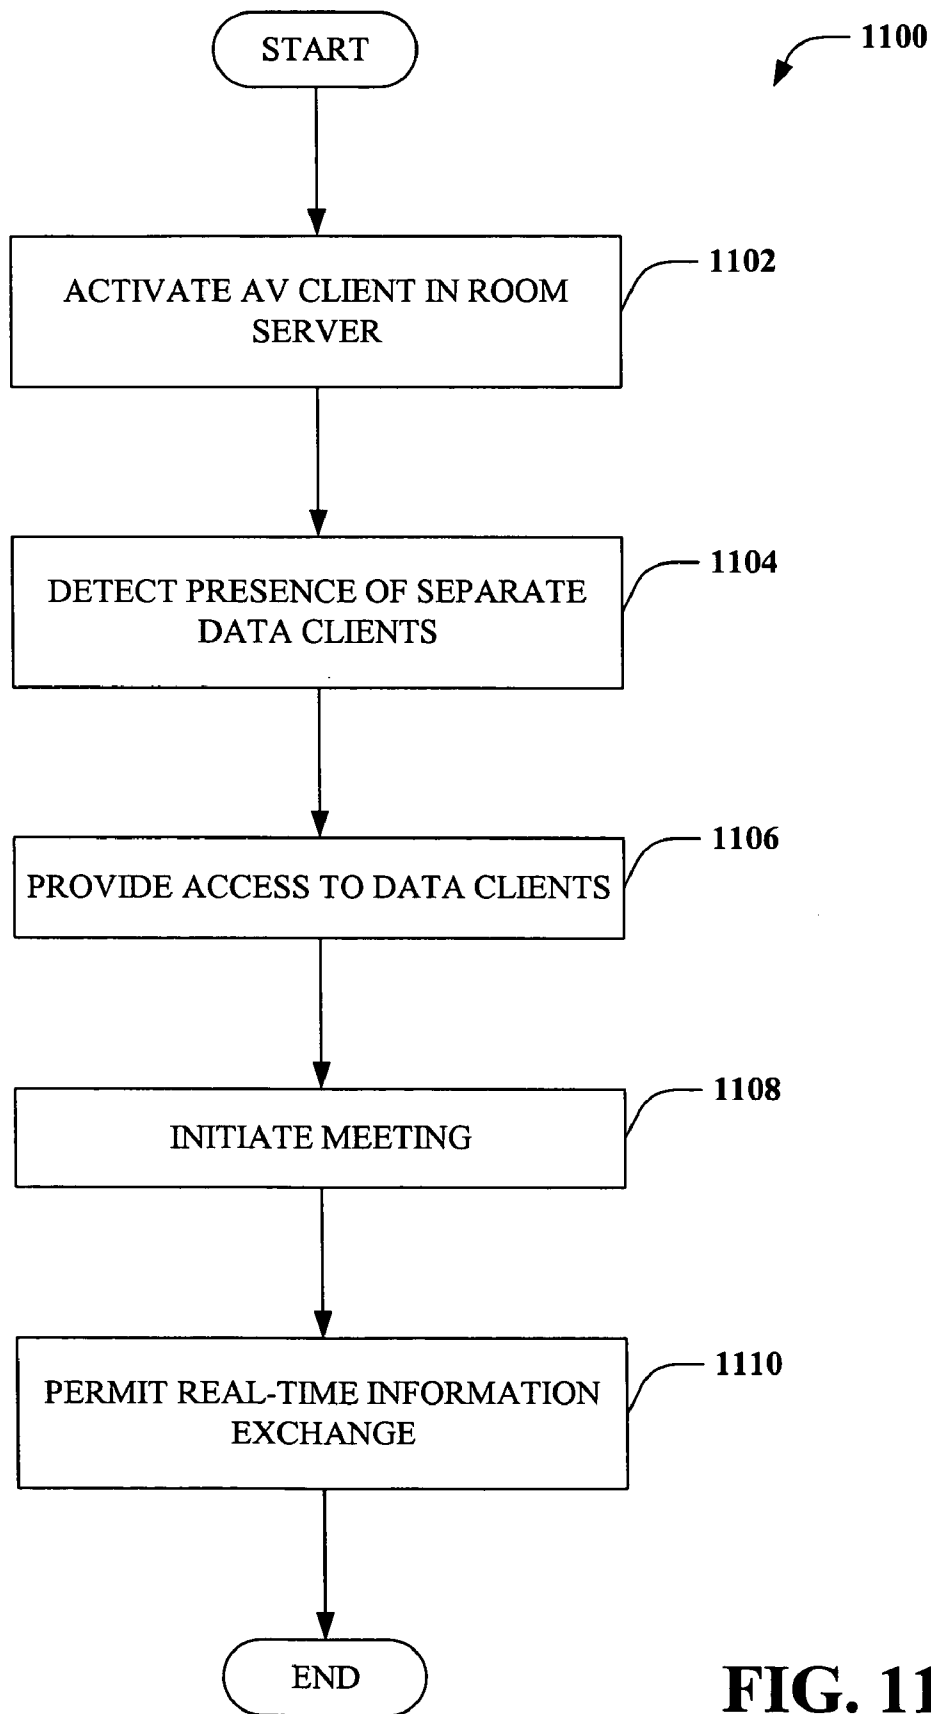 START
1100
ACTIVATE AV CLIENT IN ROOM
SERVER
1102
DETECT PRESENCE OF SEPARATE
DATA CLIENTS
1104
PROVIDE ACCESS TO DATA CLIENTS
1106
INITIATE MEETING
1108
PERMIT REAL-TIME INFORMATION
EXCHANGE
1110
END
FIG. 11